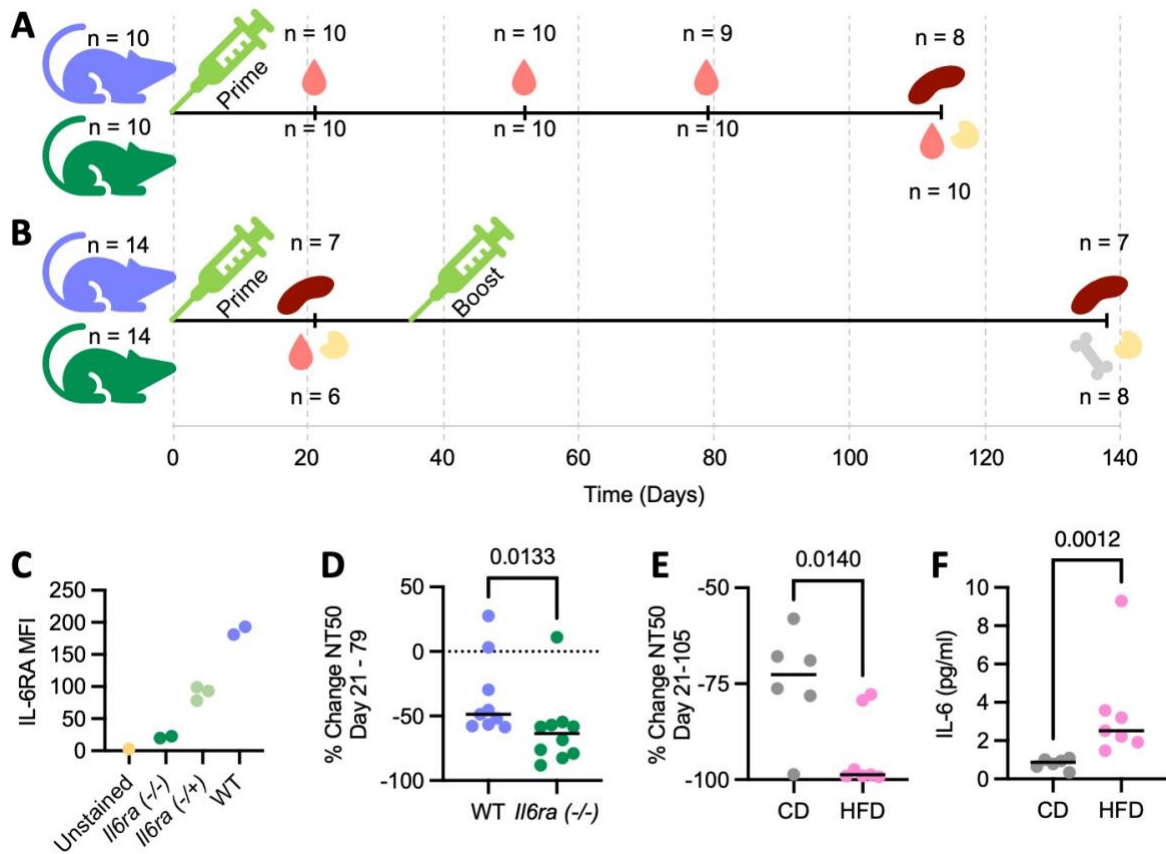 A
n = 10
n = 10
n = 10
n = 9
n = 8
Prime
n = 10
n = 10
n = 10
n = 10
n = 10
B
n = 14
n = 7
n = 7
Prime
Boost
n = 14
n = 6
n = 8
0 20 40 60 80 100 120 140
Time (Days)
C
IL-6RA MFI
250
200
150
100
50
0
Unstained
Il6ra (-/-)
Il6ra (-/+)
WT
D
0.0133
% Change NT50
Day 21 - 79
50
0
-50
-100
WT Il6ra (-/-)
E
0.0140
% Change NT50
Day 21-105
-50
-75
-100
CD HFD
F
0.0012
IL-6 (pg/ml)
10
8
6
4
2
0
CD HFD